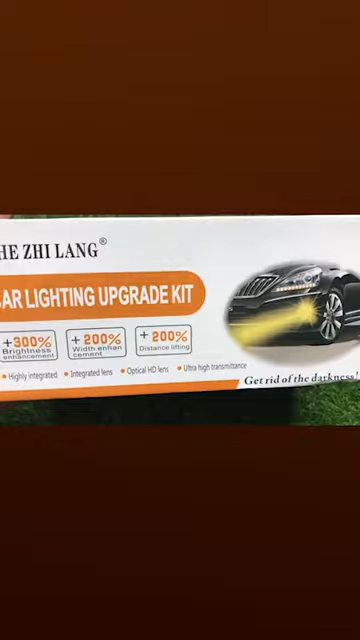 HE ZHI LANG®
AR LIGHTING UPGRADE KIT
+300%
Brightness
enhancement
+ 200%
Width enhan
cement
+ 200%
Distance lifting
• Highly integrated • Integrated lens • Optical HD lens • Ultra high transmittance
Get rid of the darkness!